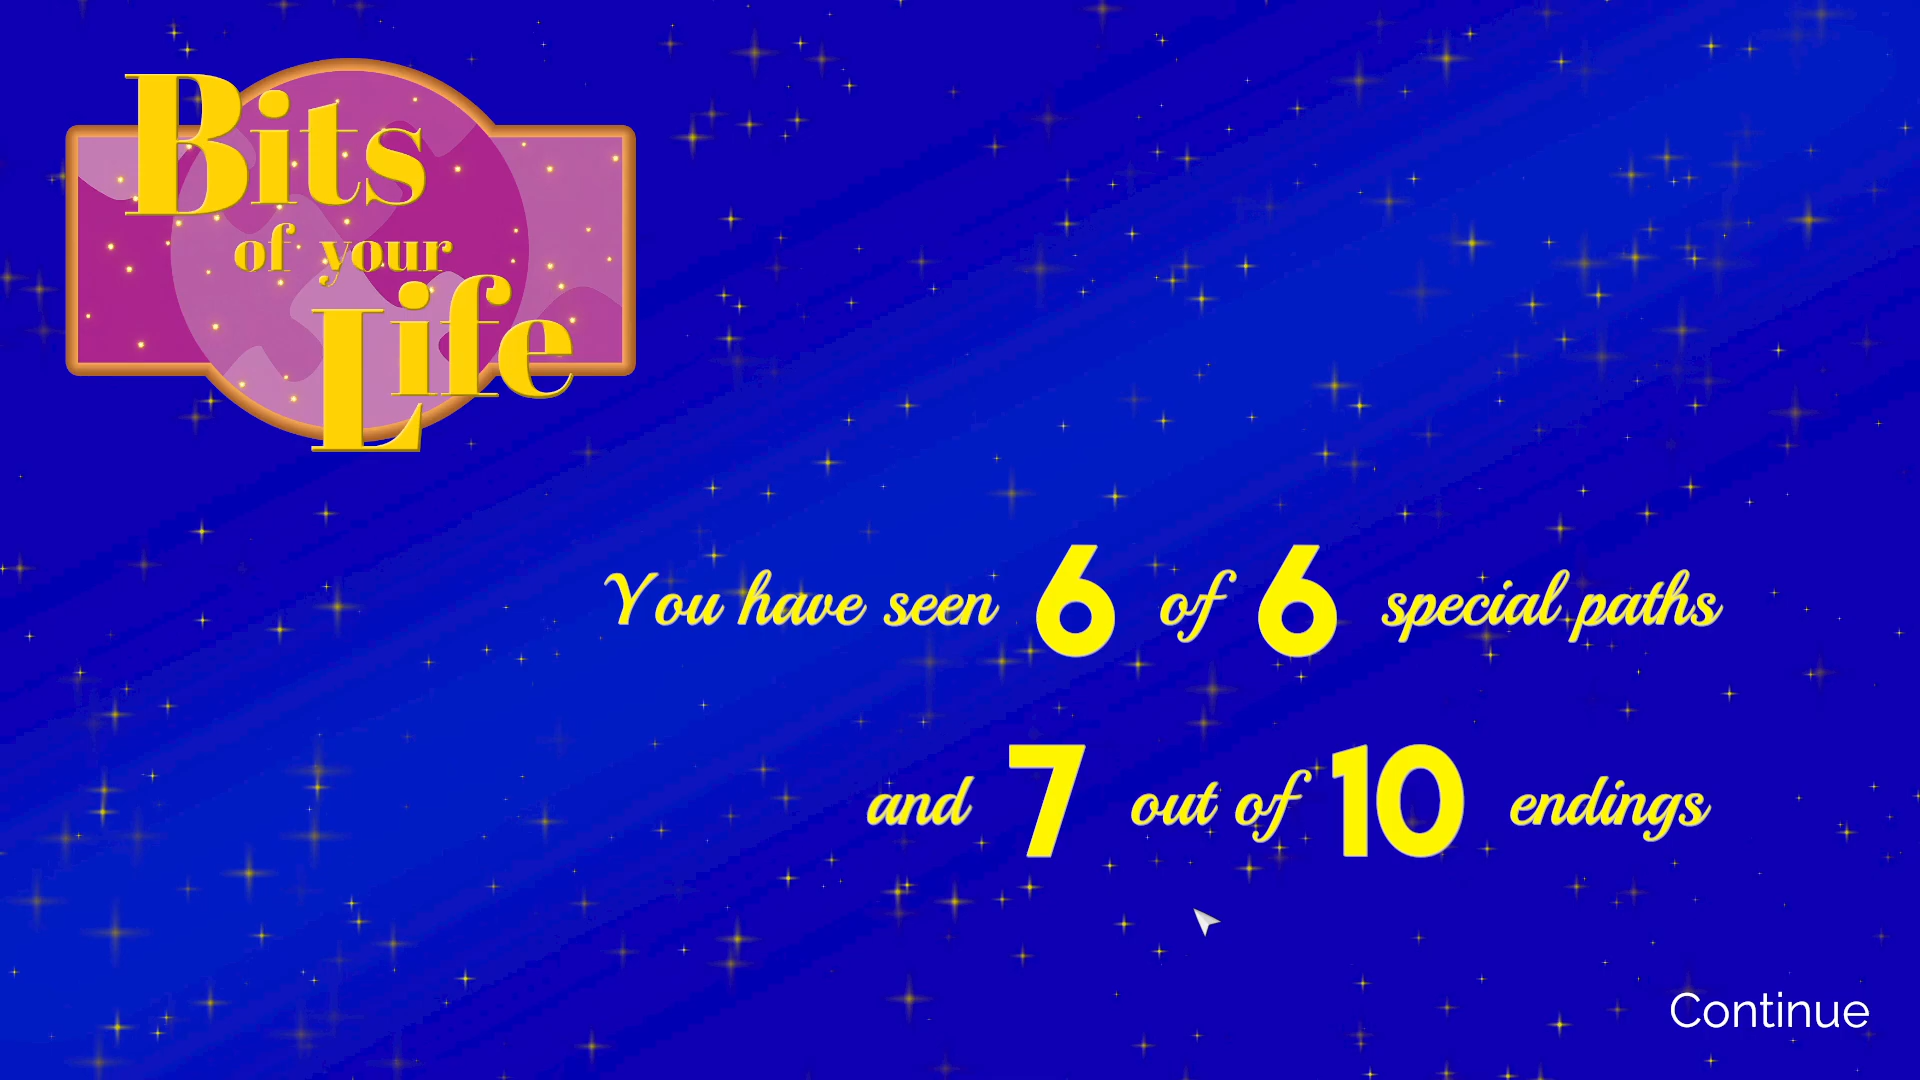 Bits
of your
Life
You have seen 6 of 6 special paths
and 7 out of 10 endings
Continue